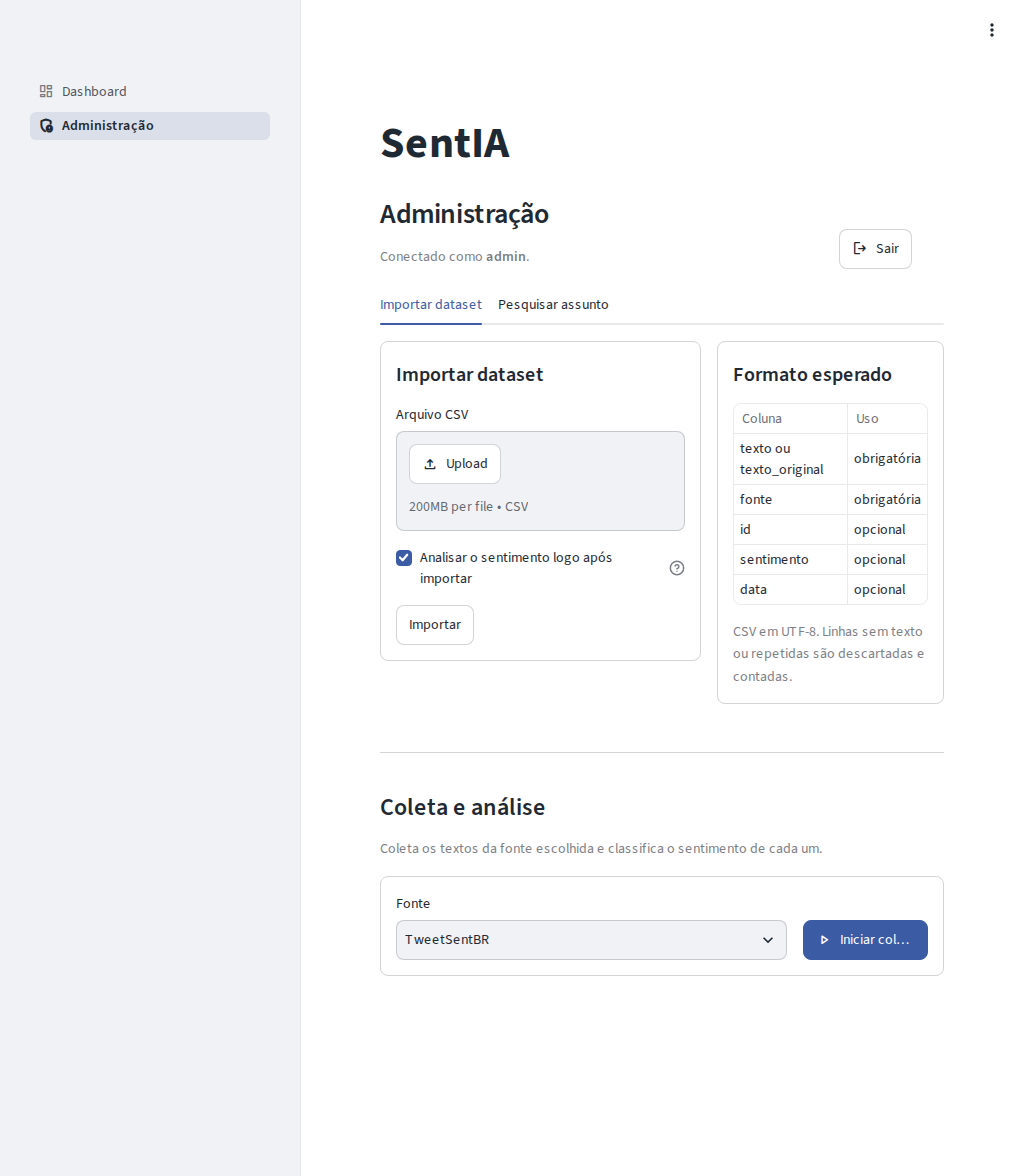 Dashboard
Administração
SentIA
Administração
Conectado como admin.
Sair
Importar dataset
Pesquisar assunto
Importar dataset
Arquivo CSV
Upload
200MB per file • CSV
Analisar o sentimento logo após
importar
Importar
Formato esperado
Coluna Uso
texto ou
texto_original obrigatória
fonte obrigatória
id opcional
sentimento opcional
data opcional
CSV em UTF-8. Linhas sem texto
ou repetidas são descartadas e
contadas.
Coleta e análise
Coleta os textos da fonte escolhida e classifica o sentimento de cada um.
Fonte
TweetSentBR
Iniciar col…